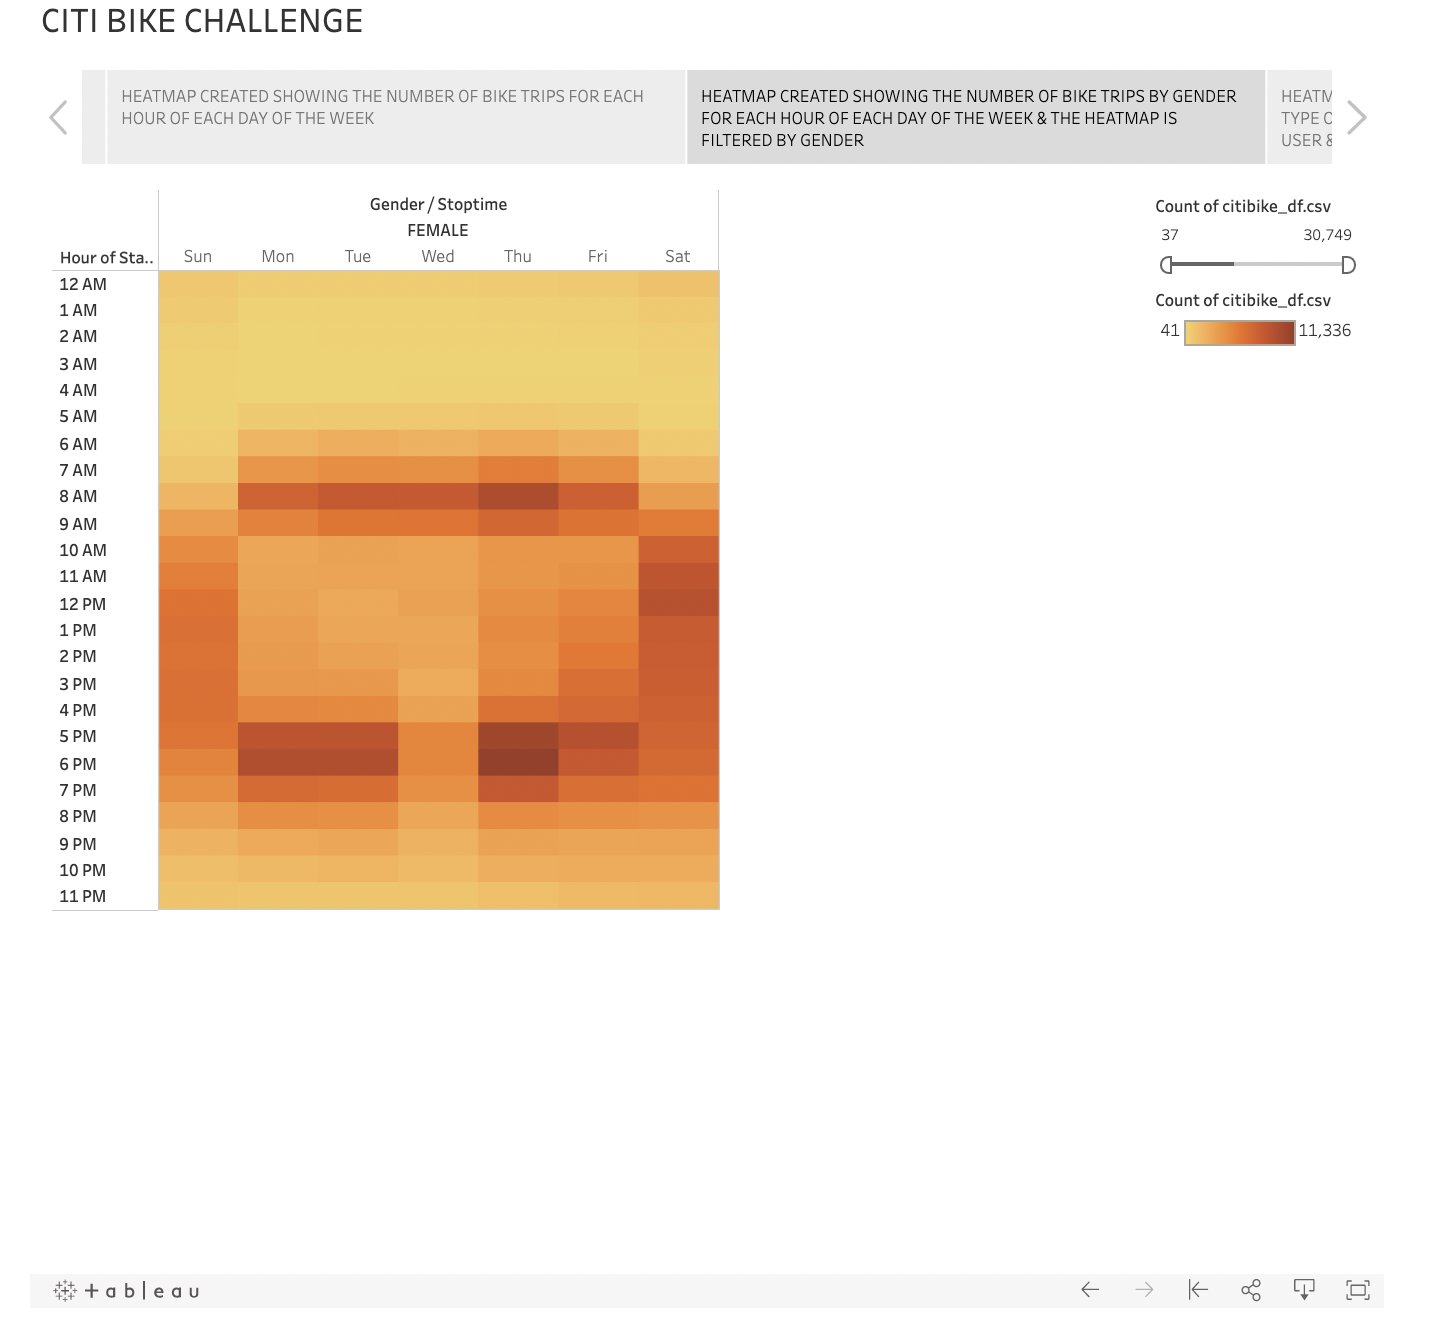 CITI BIKE CHALLENGE
HEATMAP CREATED SHOWING THE NUMBER OF BIKE TRIPS FOR EACH
HOUR OF EACH DAY OF THE WEEK
HEATMAP CREATED SHOWING THE NUMBER OF BIKE TRIPS BY GENDER
FOR EACH HOUR OF EACH DAY OF THE WEEK & THE HEATMAP IS
FILTERED BY GENDER
HEATM
TYPE O
USER &
Gender / Stoptime
FEMALE
Hour of Sta.. Sun Mon Tue Wed Thu Fri Sat
12 AM
1 AM
2 AM
3 AM
4 AM
5 AM
6 AM
7 AM
8 AM
9 AM
10 AM
11 AM
12 PM
1 PM
2 PM
3 PM
4 PM
5 PM
6 PM
7 PM
8 PM
9 PM
10 PM
11 PM
Count of citibike_df.csv
37 30,749
Count of citibike_df.csv
41 11,336
+ableau